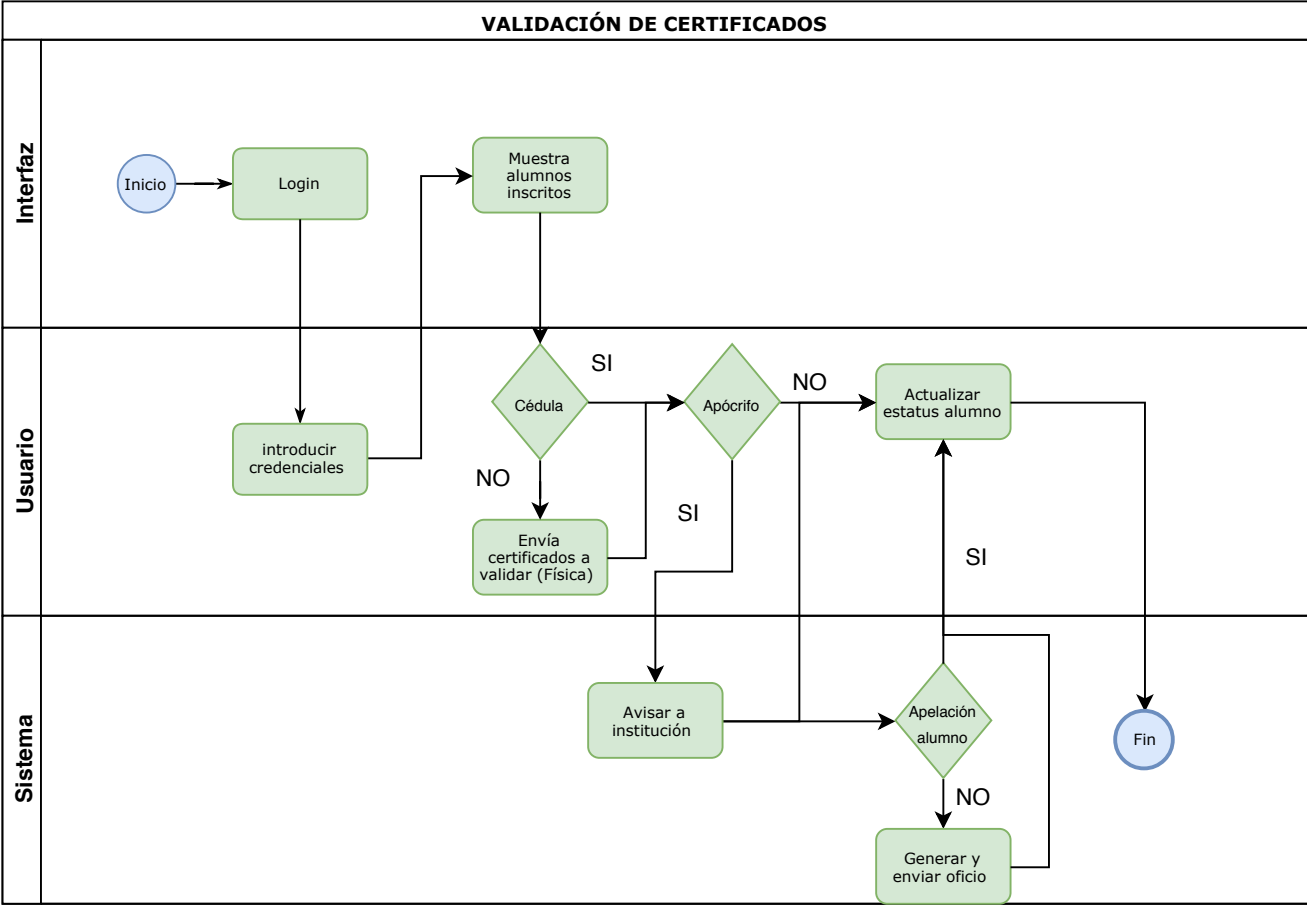 VALIDACIÓN DE CERTIFICADOS
Interfaz
Inicio
Login
Muestra
alumnos
inscritos
Usuario
introducir
credenciales
Cédula
SI
NO
Envía
certificados a
validar (Física)
Apócrifo
NO
SI
Actualizar
estatus alumno
SI
Sistema
Avisar a
institución
Apelación
alumno
NO
Generar y
enviar oficio
Fin